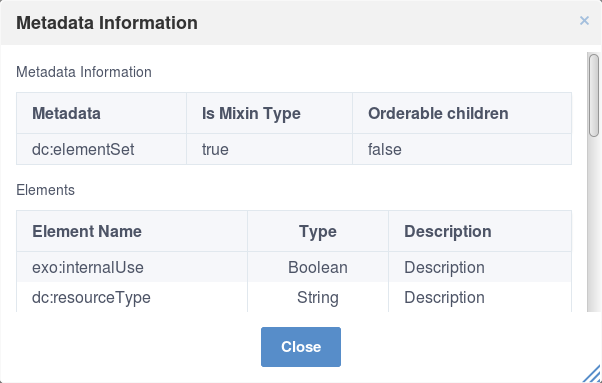 Metadata Information ×
Metadata Information
Metadata Is Mixin Type Orderable children
dc:elementSet true false
Elements
Element Name Type Description
exo:internalUse Boolean Description
dc:resourceType String Description
Close